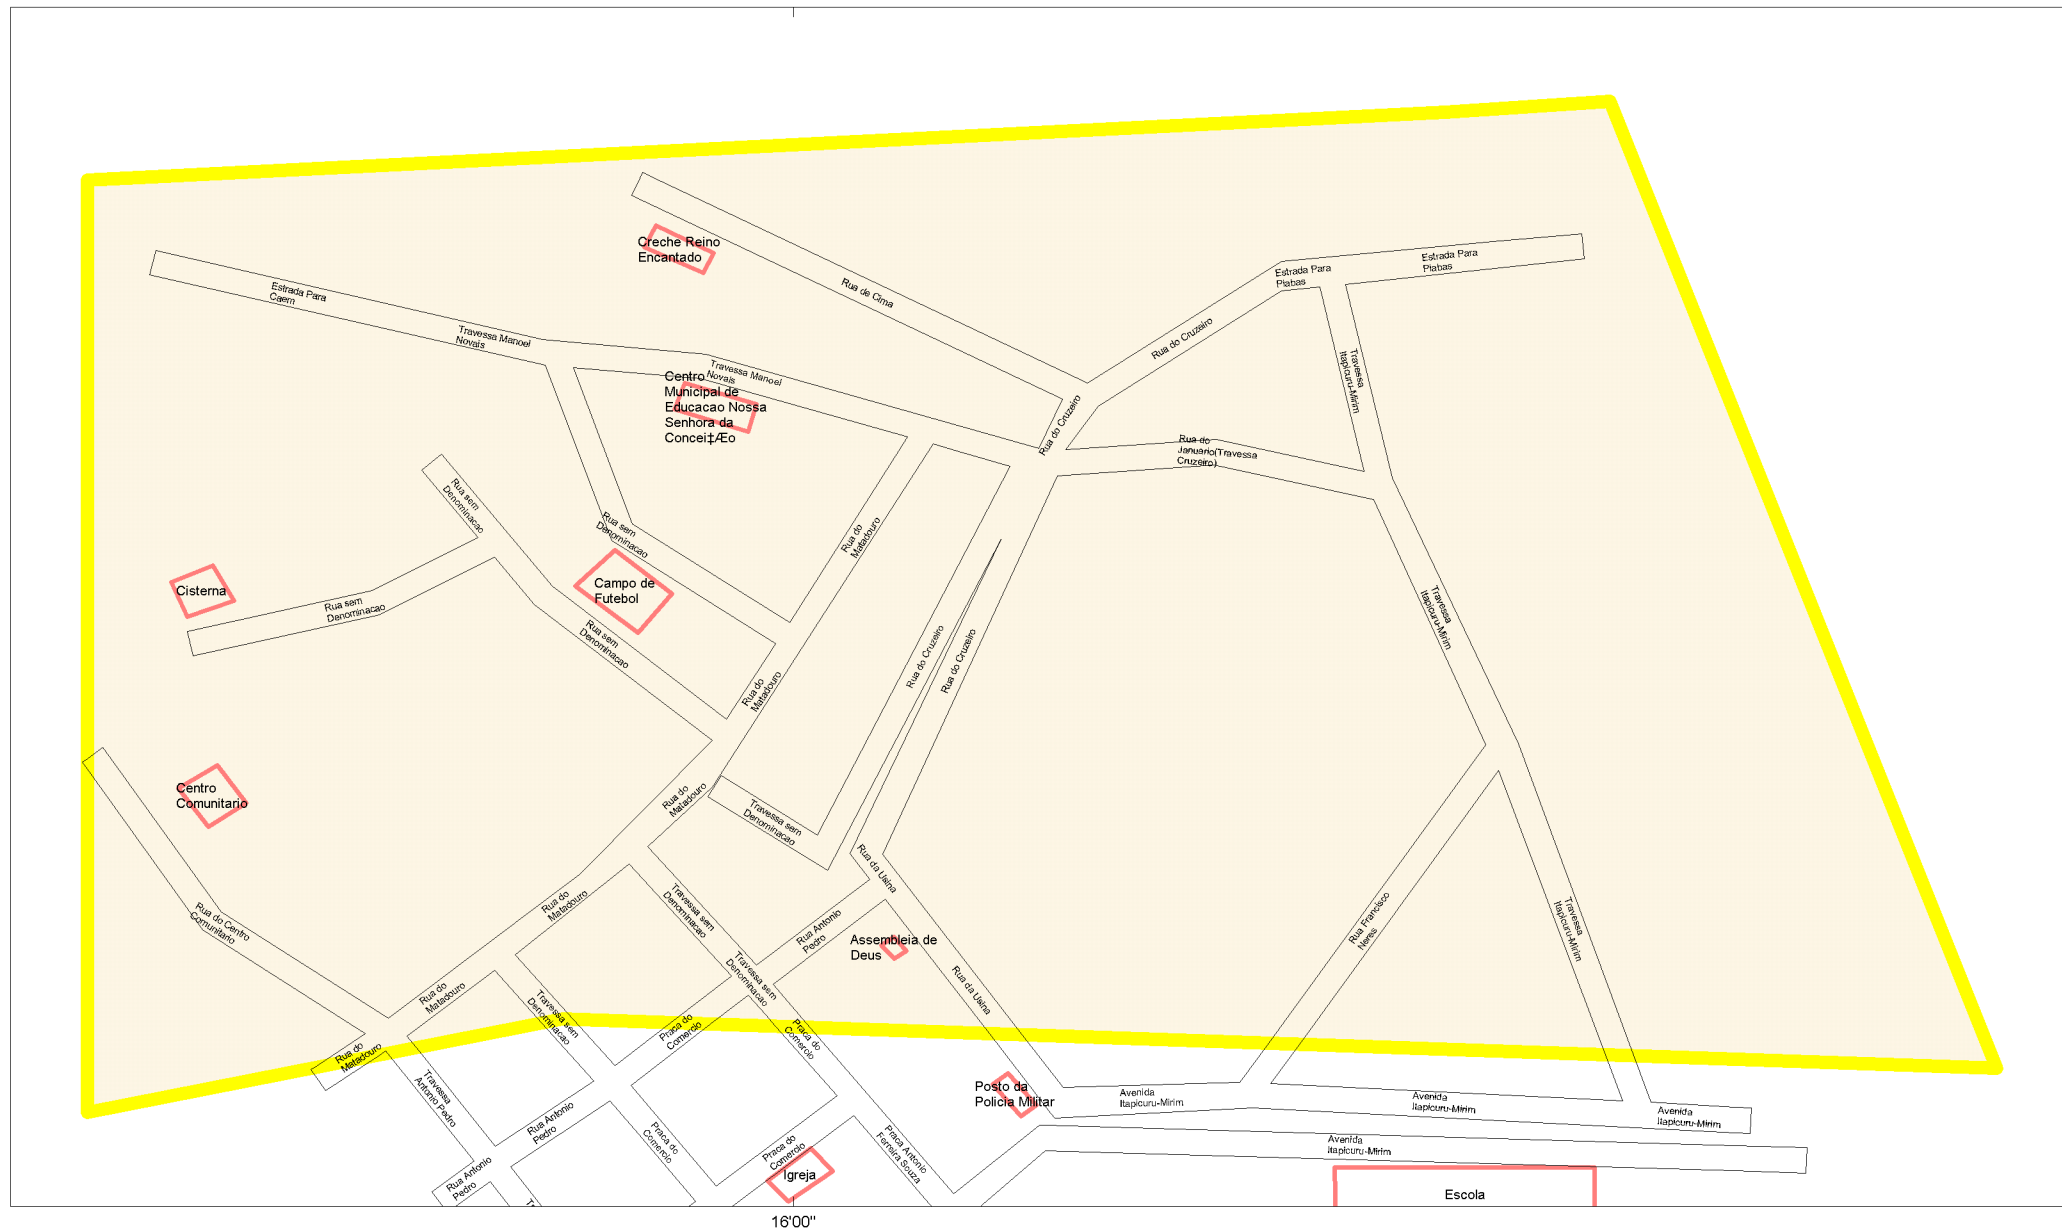 Creche Reino
Encantado
Rua de Cima
Estrada Para
Piabas
Estrada Para
Piabas
Estrada Para
Caem
Travessa Manoel
Novais
Travessa Manoel
Novais
Rua do Cruzeiro
Travessa
Itapicuru-Mirim
Centro
Municipal de
Educacao Nossa
Senhora da
Concei‡Æo
Rua do Cruzeiro
Rua do
Januario(Travessa
Cruzeiro)
Rua sem
Denominacao
Rua sem
Denominacao
Rua do
Matadouro
Campo de
Futebol
Cisterna
Rua sem
Denominacao
Rua sem
Denominacao
Travessa
Itapicuru-Mirim
Rua do Cruzeiro
Rua do Cruzeiro
Rua do
Matadouro
Centro
Comunitario
Rua do
Matadouro
Travessa sem
Denominacao
Rua da Usina
Rua do
Matadouro
Travessa sem
Denominacao
Rua do Centro
Comunitario
Rua Antonio
Pedro
Assembleia de
Deus
Rua Francisco
Neres
Travessa
Itapicuru-Mirim
Travessa sem
Denominacao
Rua da Usina
Rua do
Matadouro
Travessa sem
Denominacao
Praca do
Comercio
Praca do
Comercio
Rua do
Matadouro
Travessa
Antonio Pedro
Posto da
Policia Militar
Avenida
Itapicuru-Mirim
Avenida
Itapicuru-Mirim
Avenida
Itapicuru-Mirim
Rua Antonio
Pedro
Praca do
Comercio
Praca do
Comercio
Praca Antonio
Ferreira Souza
Avenida
Itapicuru-Mirim
Igreja
Rua Antonio
Pedro
Escola
16'00"